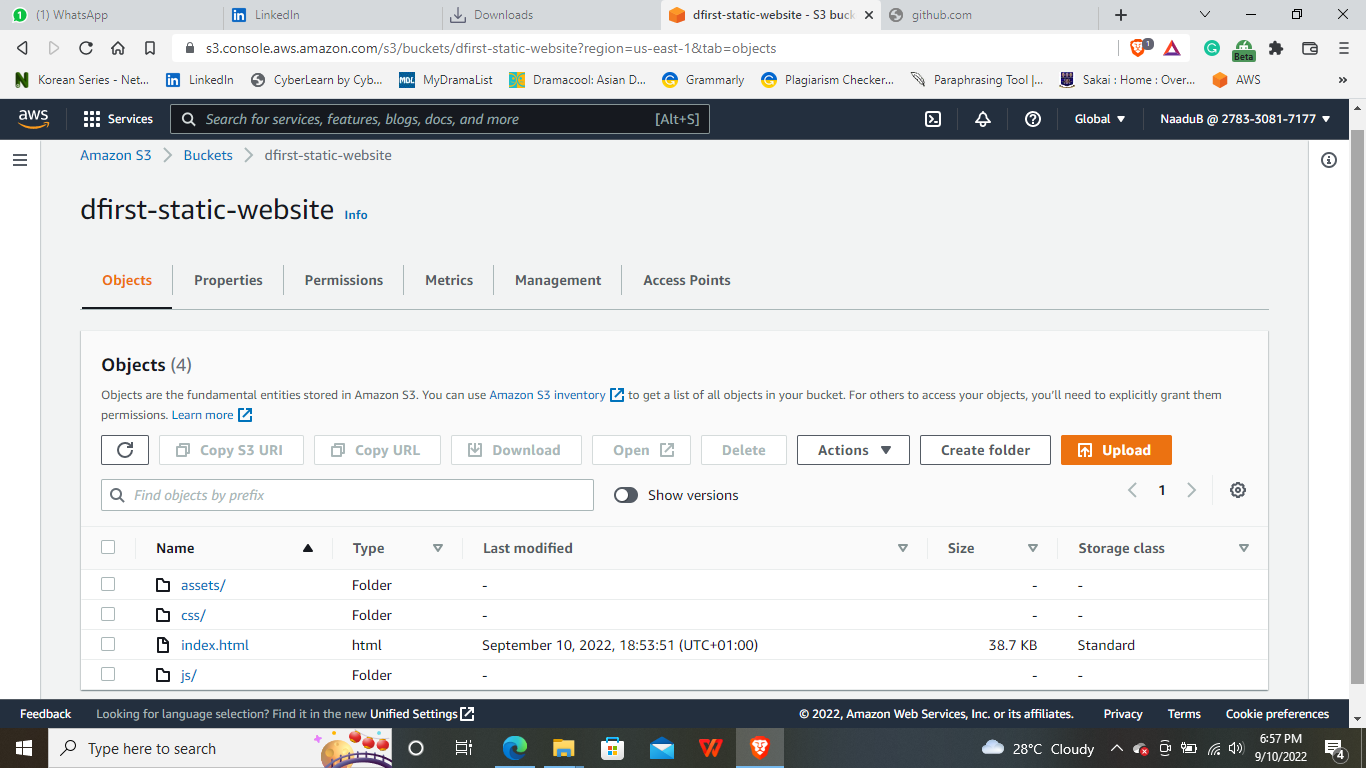 (1) WhatsApp
LinkedIn
Downloads
dfirst-static-website - S3 buck
github.com
s3.console.aws.amazon.com/s3/buckets/dfirst-static-website?region=us-east-1&tab=objects
1
Beta
Korean Series - Net...
LinkedIn
CyberLearn by Cyb...
MDL
MyDramaList
Dramacool: Asian D...
Grammarly
Plagiarism Checker...
Paraphrasing Tool |...
Sakai : Home : Over...
AWS
»
aws
Services
Search for services, features, blogs, docs, and more
[Alt+S]
Global
NaaduB @ 2783-3081-7177
Amazon S3
Buckets
dfirst-static-website
dfirst-static-website Info
Objects
Properties
Permissions
Metrics
Management
Access Points
Objects (4)
Objects are the fundamental entities stored in Amazon S3. You can use Amazon S3 inventory to get a list of all objects in your bucket. For others to access your objects, you'll need to explicitly grant them
permissions. Learn more
Copy S3 URI
Copy URL
Download
Open
Delete
Actions
Create folder
Upload
Find objects by prefix
Show versions
1
Name Type Last modified Size Storage class
assets/ Folder - - -
css/ Folder - - -
index.html html September 10, 2022, 18:53:51 (UTC+01:00) 38.7 KB Standard
js/ Folder - - -
Feedback
Looking for language selection? Find it in the new Unified Settings
© 2022, Amazon Web Services, Inc. or its affiliates.
Privacy
Terms
Cookie preferences
Type here to search
28°C Cloudy
6:57 PM
9/10/2022
4